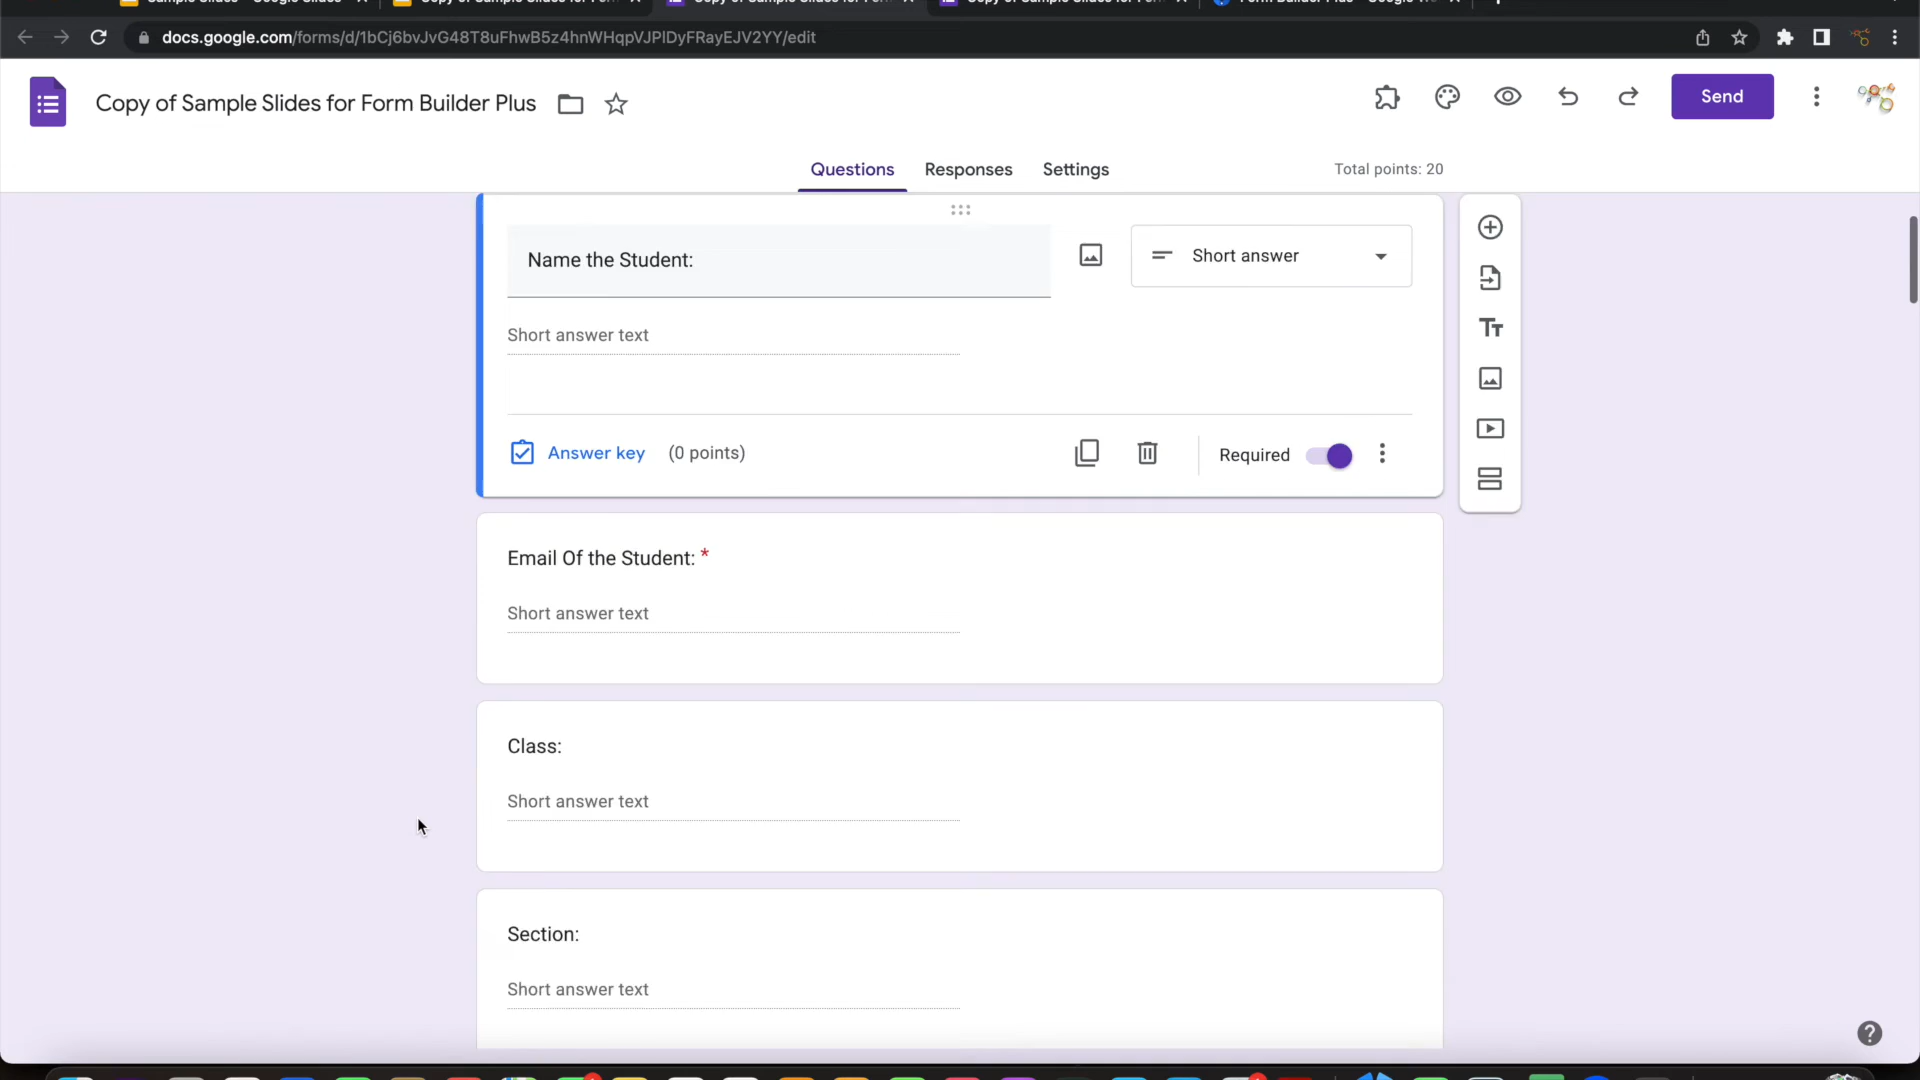 docs.google.com/forms/d/1bCj6bvJvG48T8uFhwB5z4hnWHqpVJPIDyFRayEJV2YY/edit
Copy of Sample Slides for Form Builder Plus
Send
Questions
Responses
Settings
Total points: 20
Name the Student:
Short answer
Short answer text
Answer key
(0 points)
Required
Email Of the Student: *
Short answer text
Class:
Short answer text
Section:
Short answer text